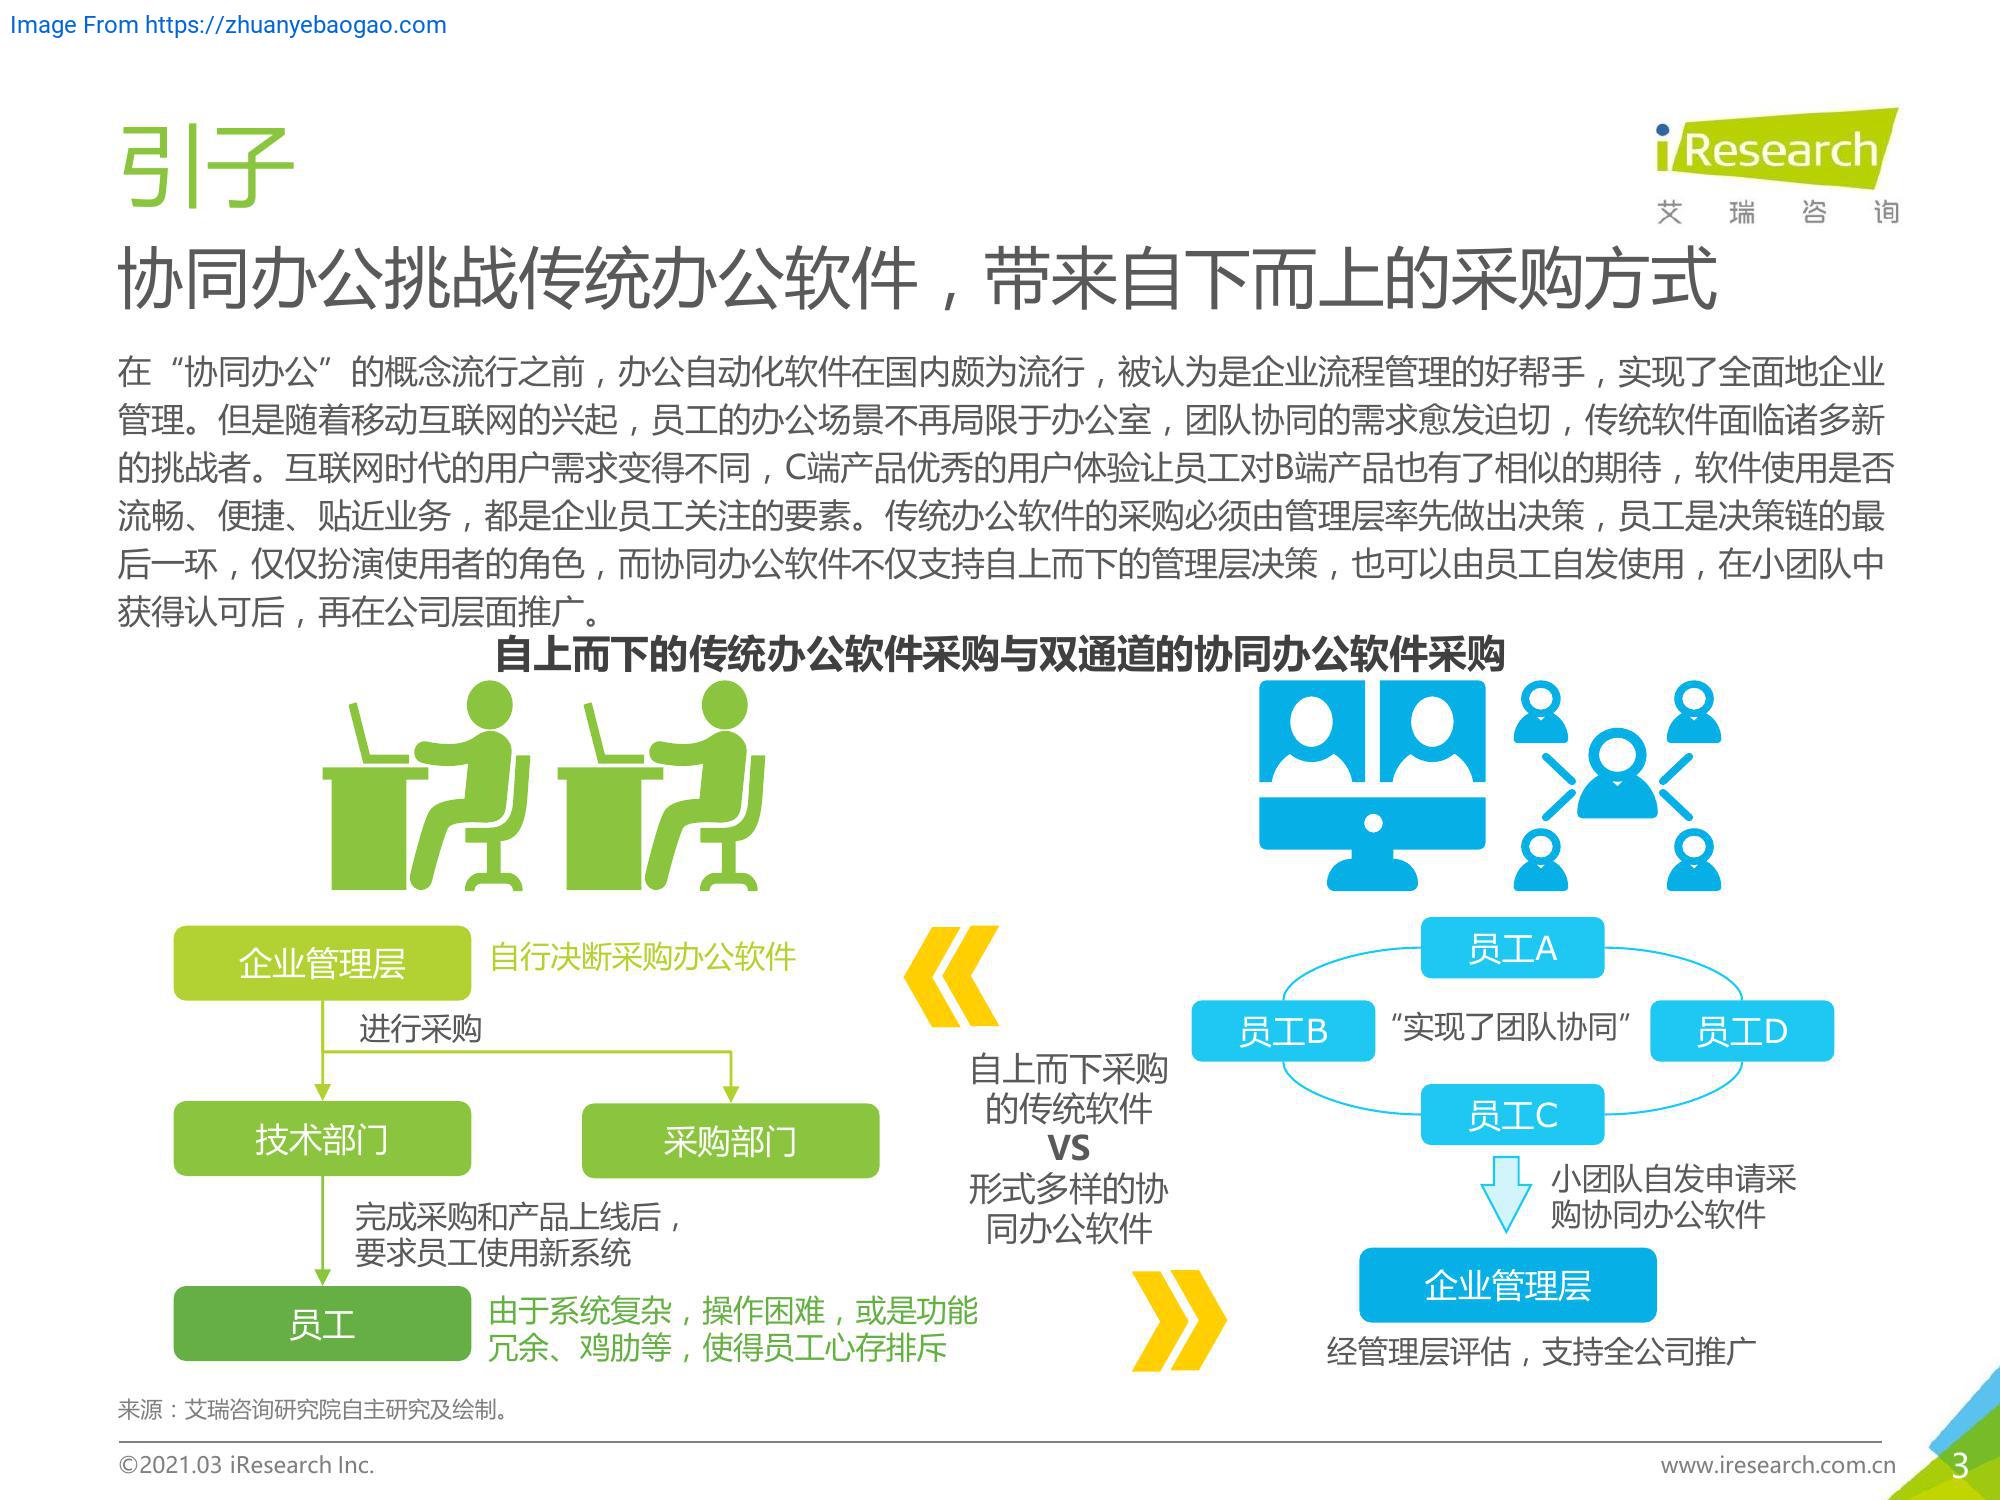 Image From https://zhuanyebaogao.com
引子
iResearch
艾瑞咨询
协同办公挑战传统办公软件，带来自下而上的采购方式
在“协同办公”的概念流行之前，办公自动化软件在国内颇为流行，被认为是企业流程管理的好帮手，实现了全面地企业
管理。但是随着移动互联网的兴起，员工的办公场景不再局限于办公室，团队协同的需求愈发迫切，传统软件面临诸多新
的挑战者。互联网时代的用户需求变得不同，C端产品优秀的用户体验让员工对B端产品也有了相似的期待，软件使用是否
流畅、便捷、贴近业务，都是企业员工关注的要素。传统办公软件的采购必须由管理层率先做出决策，员工是决策链的最
后一环，仅仅扮演使用者的角色，而协同办公软件不仅支持自上而下的管理层决策，也可以由员工自发使用，在小团队中
获得认可后，再在公司层面推广。
自上而下的传统办公软件采购与双通道的协同办公软件采购
企业管理层
自行决断采购办公软件
进行采购
技术部门
采购部门
完成采购和产品上线后，
要求员工使用新系统
员工
由于系统复杂，操作困难，或是功能
冗余、鸡肋等，使得员工心存排斥
自上而下采购
的传统软件
VS
形式多样的协
同办公软件
员工A
员工B
“实现了团队协同”
员工D
员工C
小团队自发申请采
购协同办公软件
企业管理层
经管理层评估，支持全公司推广
来源：艾瑞咨询研究院自主研究及绘制。
©2021.03 iResearch Inc.
www.iresearch.com.cn
3